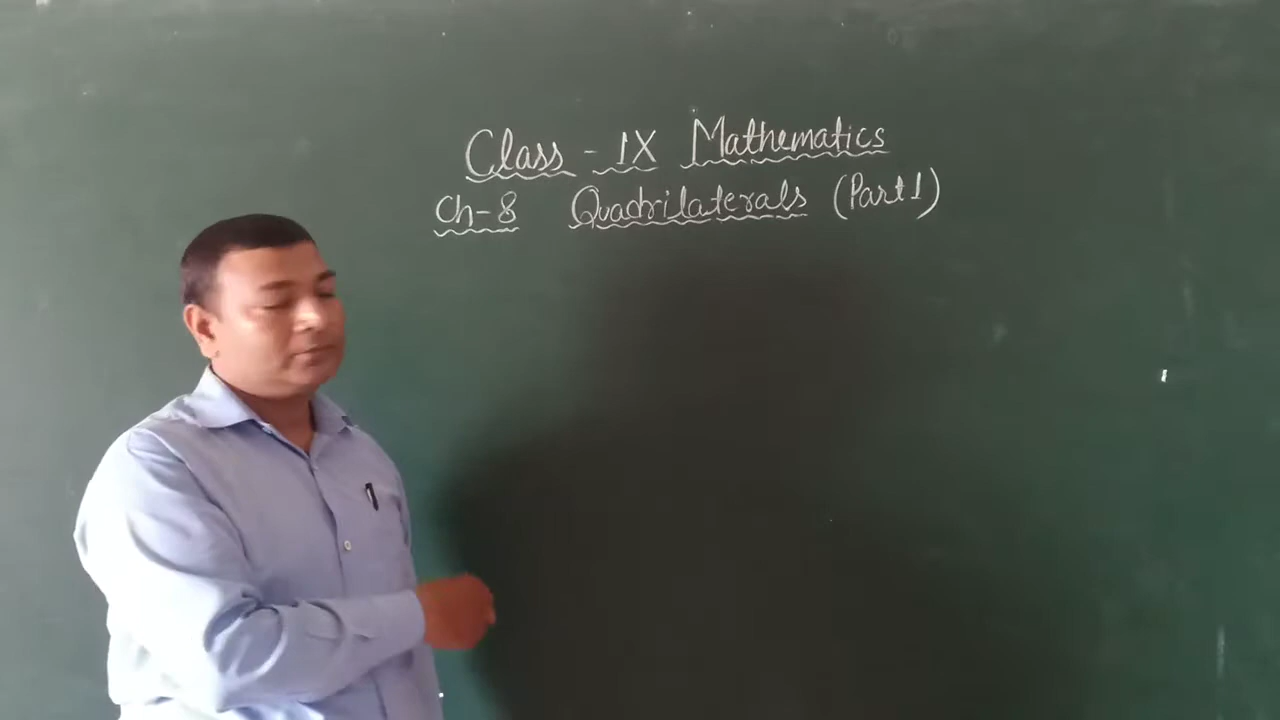 Class - IX Mathematics
Ch-8 Quadrilaterals (Part 1)